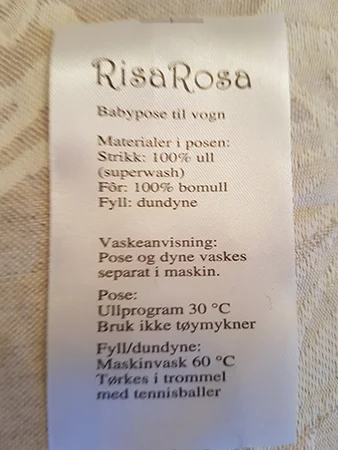 RisaRosa
Babypose til vogn
Materialer i posen:
Strikk: 100% ull
(superwash)
Fôr: 100% bomull
Fyll: dundyne
Vaskeanvisning:
Pose og dyne vaskes
separat i maskin.
Pose:
Ullprogram 30 °C
Bruk ikke tøymykner
Fyll/dundyne:
Maskinvask 60 °C
Tørkes i trommel
med tennisballer